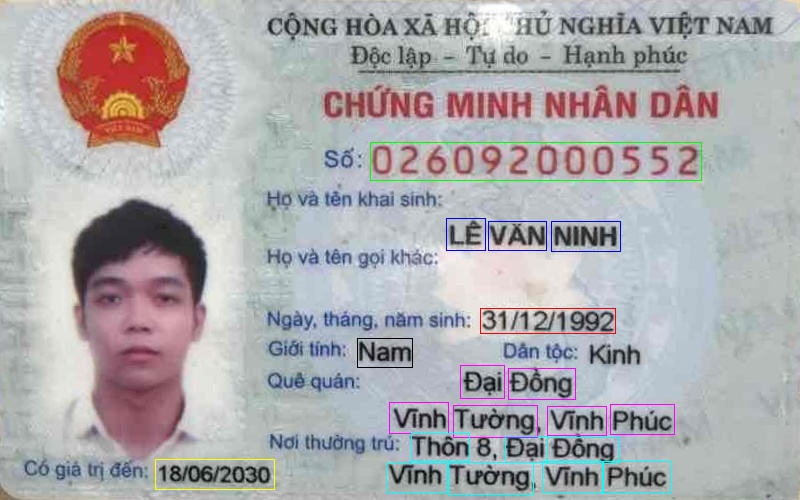 CỘNG HÒA XÃ HỘI CHỦ NGHĨA VIỆT NAM
Độc lập - Tự do - Hạnh phúc
CHỨNG MINH NHÂN DÂN
Số: 026092000552
Họ và tên khai sinh:
LÊ VĂN NINH
Họ và tên gọi khác:
Ngày, tháng, năm sinh: 31/12/1992
Giới tính: Nam Dân tộc: Kinh
Quê quán: Đại Đồng
Vĩnh Tường, Vĩnh Phúc
Nơi thường trú: Thôn 8, Đại Đồng
Vĩnh Tường, Vĩnh Phúc
Có giá trị đến: 18/06/2030
VIỆT NAM